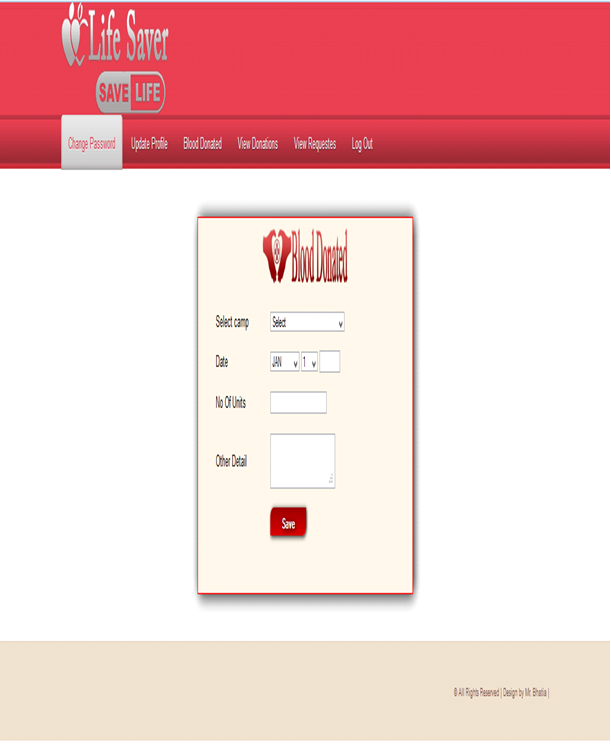 Life Saver
SAVE LIFE
Change Password Update Profile Blood Donated View Donations View Requestes Log Out
Blood Donated
Select camp Select
Date JAN 1
No Of Units
Other Detail
Save
© All Rights Reserved | Design by Mr. Bhatia |